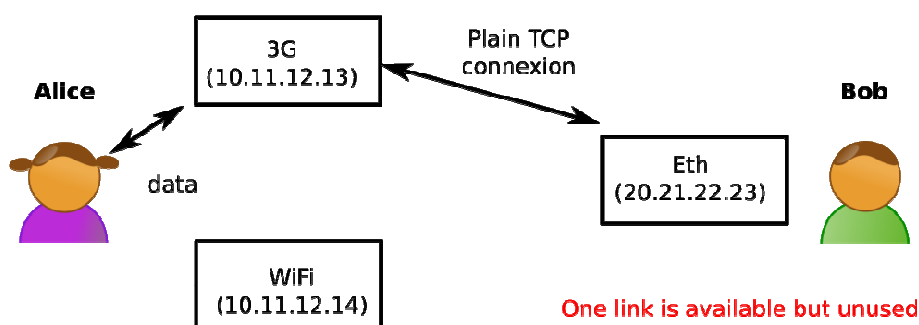 3G
(10.11.12.13)
Plain TCP
connexion
Alice
Bob
Eth
(20.21.22.23)
data
WiFi
(10.11.12.14)
One link is available but unused